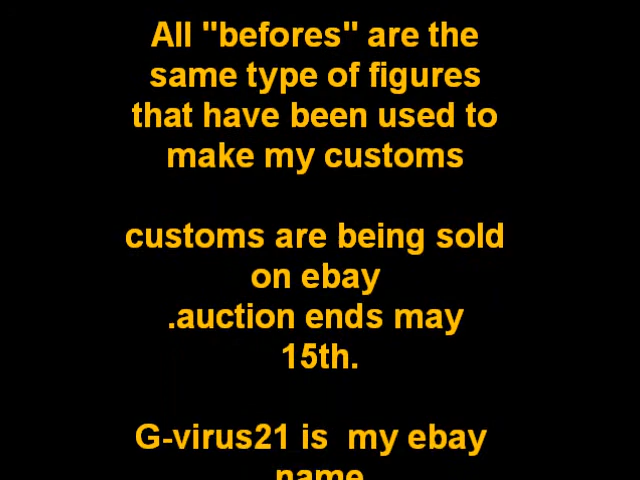 All "befores" are the
same type of figures
that have been used to
make my customs
customs are being sold
on ebay
.auction ends may
15th.
G-virus21 is  my ebay
name